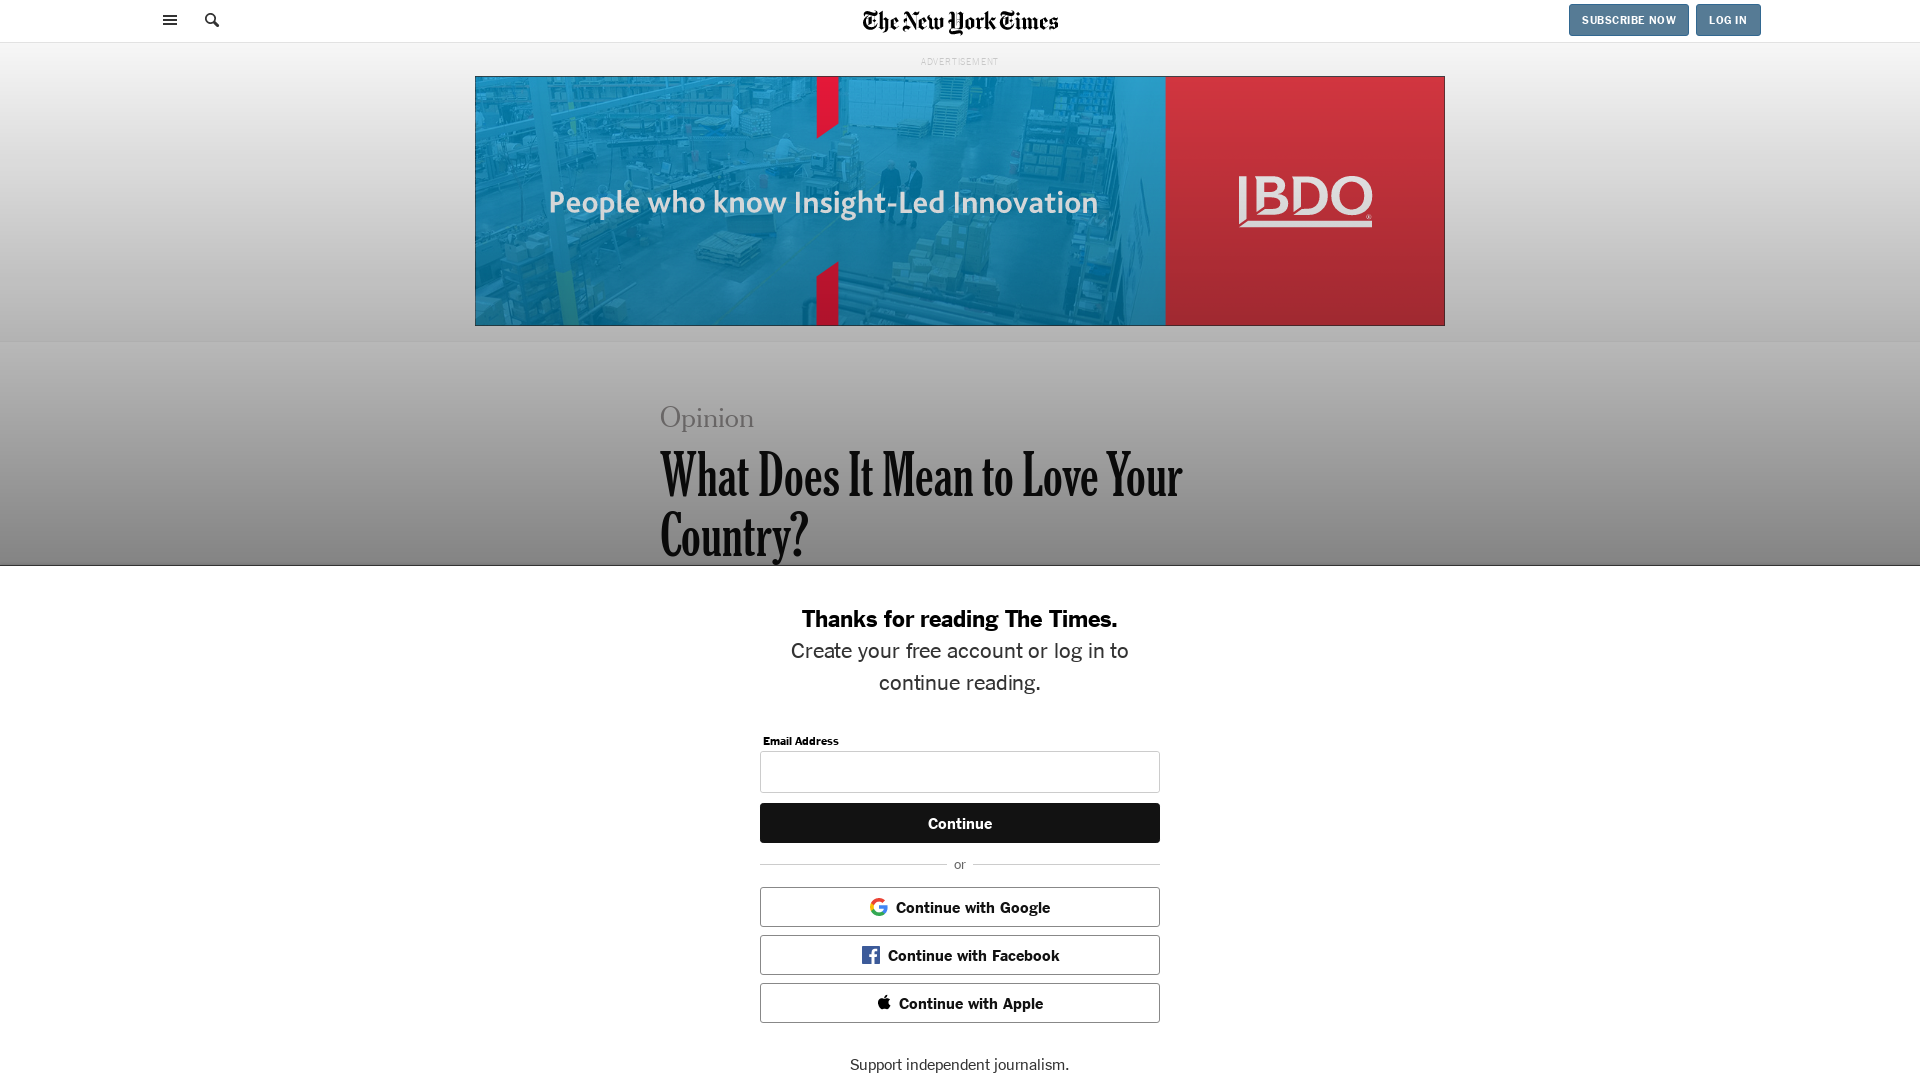 The New York Times
SUBSCRIBE NOW
LOG IN
ADVERTISEMENT
People who know Insight-Led Innovation
BDO
Opinion
What Does It Mean to Love Your
Country?
Thanks for reading The Times.
Create your free account or log in to
continue reading.
Email Address
Continue
or
Continue with Google
Continue with Facebook
Continue with Apple
Support independent journalism.